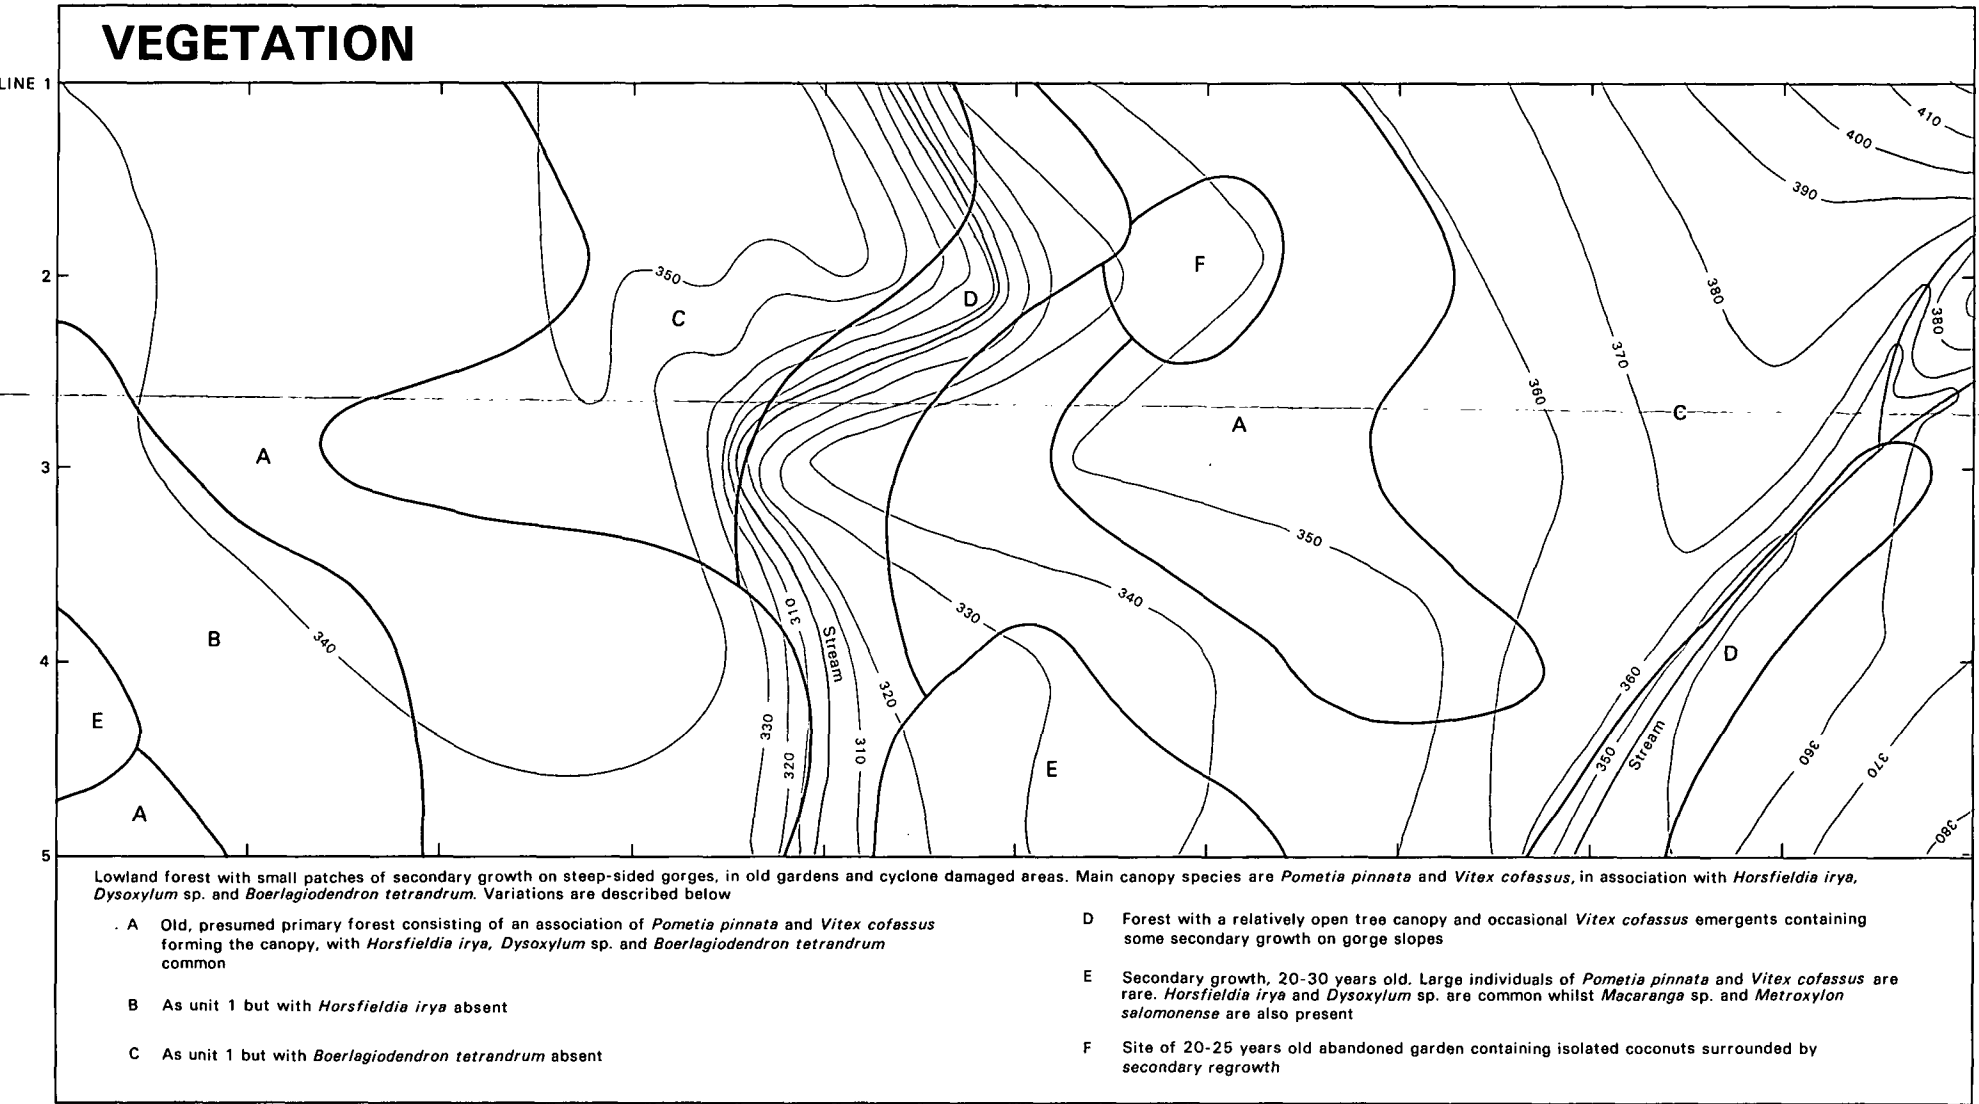 VEGETATION
LINE 1
410
400
390
2
350
F
D
C
380
380
370
360
C
A
A
3
350
340
330
310
Stream
340
B
4
D
360
320
E
330
310
350
Stream
360
370
320
E
A
380
5
Lowland forest with small patches of secondary growth on steep-sided gorges, in old gardens and cyclone damaged areas. Main canopy species are Pometia pinnata and Vitex cofassus, in association with Horsfieldia irya,
Dysoxylum sp. and Boerlagiodendron tetrandrum. Variations are described below
A Old, presumed primary forest consisting of an association of Pometia pinnata and Vitex cofassus
forming the canopy, with Horsfieldia irya, Dysoxylum sp. and Boerlagiodendron tetrandrum
common
B As unit 1 but with Horsfieldia irya absent
C As unit 1 but with Boerlagiodendron tetrandrum absent
D Forest with a relatively open tree canopy and occasional Vitex cofassus emergents containing
some secondary growth on gorge slopes
E Secondary growth, 20-30 years old. Large individuals of Pometia pinnata and Vitex cofassus are
rare. Horsfieldia irya and Dysoxylum sp. are common whilst Macaranga sp. and Metroxylon
salomonense are also present
F Site of 20-25 years old abandoned garden containing isolated coconuts surrounded by
secondary regrowth